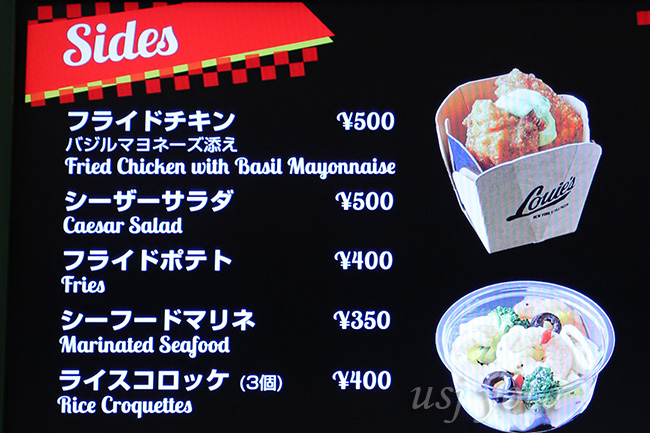 Sides
フライドチキン ¥500
バジルマヨネーズ添え
Fried Chicken with Basil Mayonnaise
シーザーサラダ ¥500
Caesar Salad
フライドポテト ¥400
Fries
シーフードマリネ ¥350
Marinated Seafood
ライスコロッケ (3個) ¥400
Rice Croquettes
Louie's